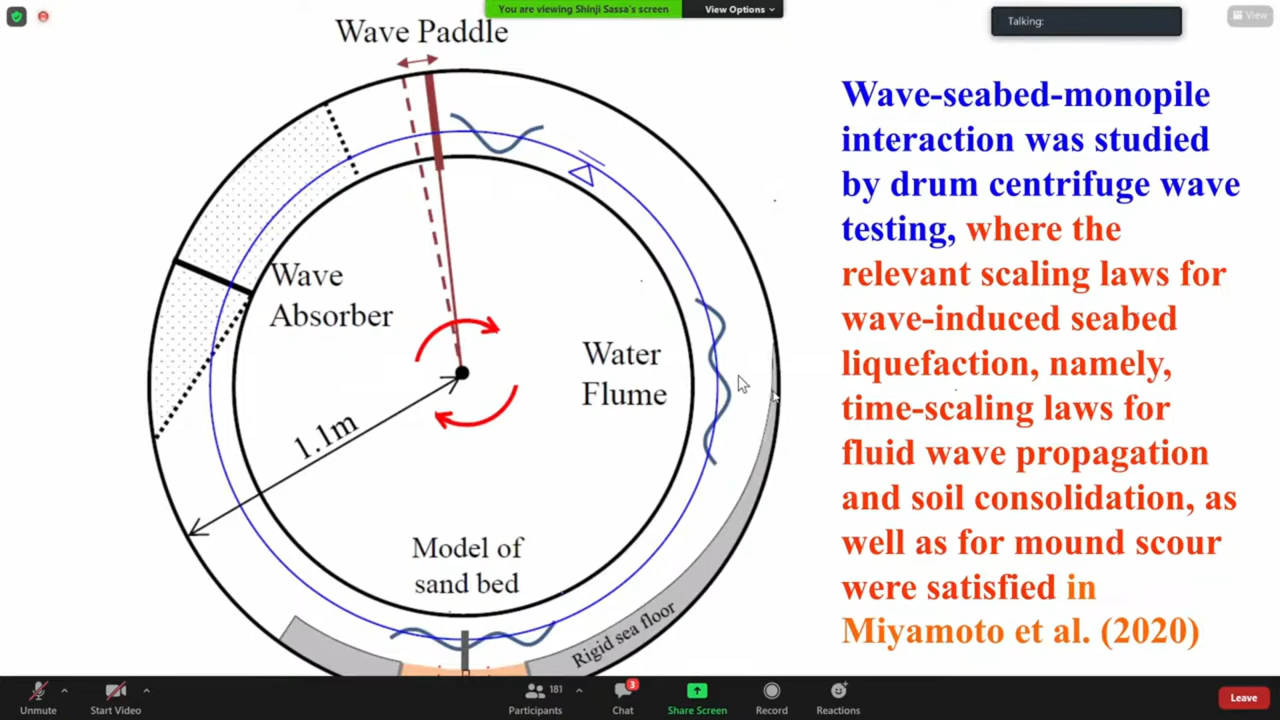 You are viewing Shinji Sassa's screen
View Options
Talking:
View
Wave Paddle
Wave
Absorber
Water
Flume
1.1m
Model of
sand bed
Rigid sea floor
Wave-seabed-monopile
interaction was studied
by drum centrifuge wave
testing, where the
relevant scaling laws for
wave-induced seabed
liquefaction, namely,
time-scaling laws for
fluid wave propagation
and soil consolidation, as
well as for mound scour
were satisfied in
Miyamoto et al. (2020)
Unmute
Start Video
181
Participants
3
Chat
Share Screen
Record
Reactions
Leave